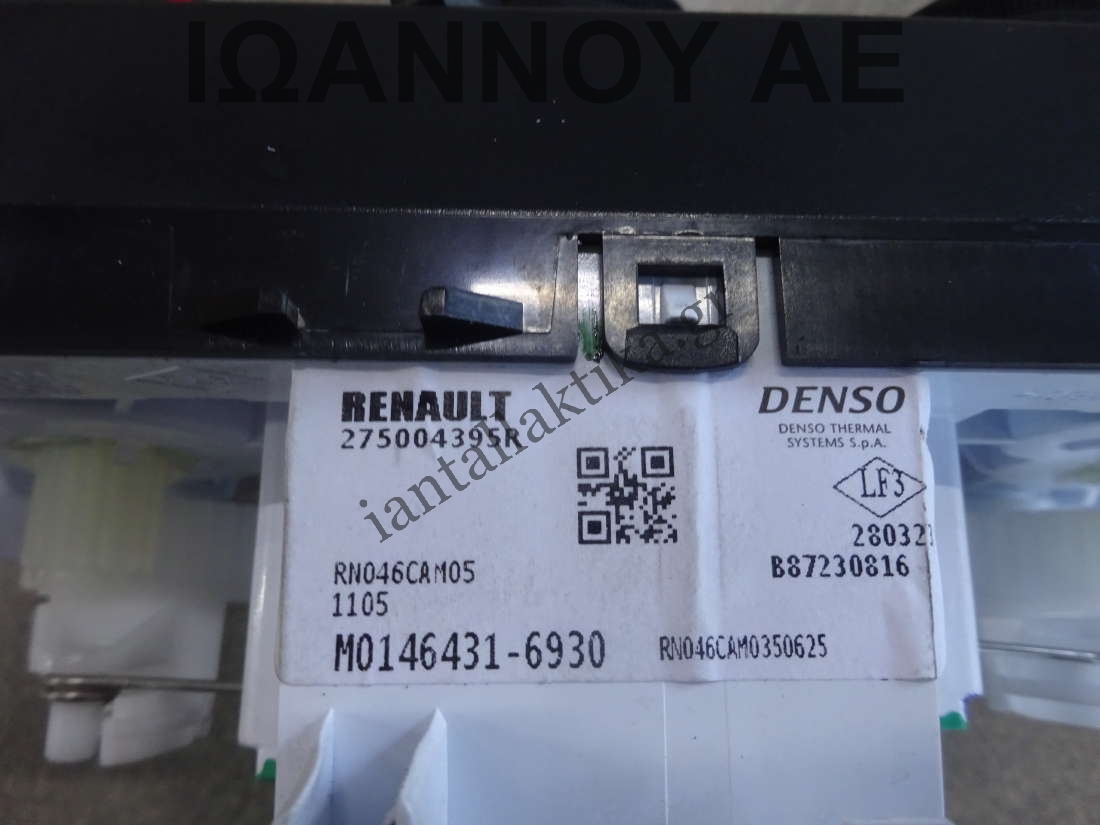 ΙΩΑΝΝΟΥ ΑΕ
RENAULT
275004395R
DENSO
DENSO THERMAL
SYSTEMS S.p.A.
LF3
28032
B87230816
RN046CAM05
1105
M0146431-6930
RN046CAM0350625
iantallaktika.gr